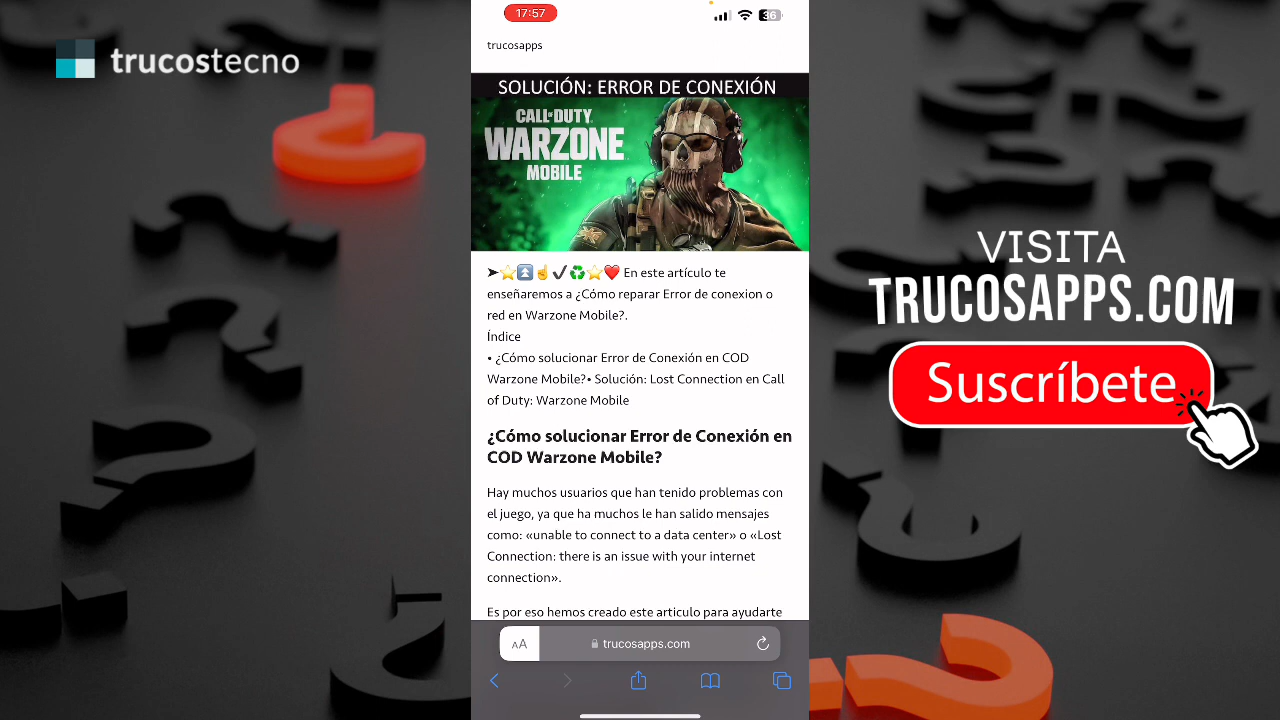 trucostecno
17:57
36
trucosapps
SOLUCIÓN: ERROR DE CONEXIÓN
CALL OF DUTY
WARZONE
MOBILE
➤⭐⏫☝✔♻⭐❤ En este artículo te
enseñaremos a ¿Cómo reparar Error de conexion o
red en Warzone Mobile?.
Índice
• ¿Cómo solucionar Error de Conexión en COD
Warzone Mobile?• Solución: Lost Connection en Call
of Duty: Warzone Mobile
¿Cómo solucionar Error de Conexión en
COD Warzone Mobile?
Hay muchos usuarios que han tenido problemas con
el juego, ya que ha muchos le han salido mensajes
como: «unable to connect to a data center» o «Lost
Connection: there is an issue with your internet
connection».
Es por eso hemos creado este articulo para ayudarte
AA
trucosapps.com
VISITA
TRUCOSAPPS.COM
Suscríbete